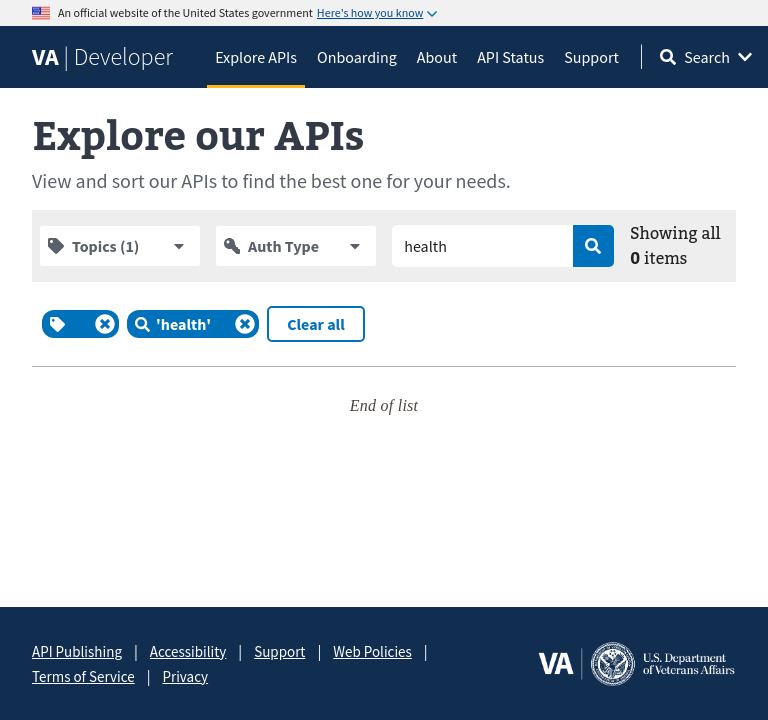 An official website of the United States government Here's how you know
VA | Developer
Explore APIs
Onboarding
About
API Status
Support
Search
Explore our APIs
View and sort our APIs to find the best one for your needs.
Topics (1)
Auth Type
health
Showing all
0 items
'health'
Clear all
End of list
API Publishing | Accessibility | Support | Web Policies |
Terms of Service | Privacy
VA
U.S. Department
of Veterans Affairs